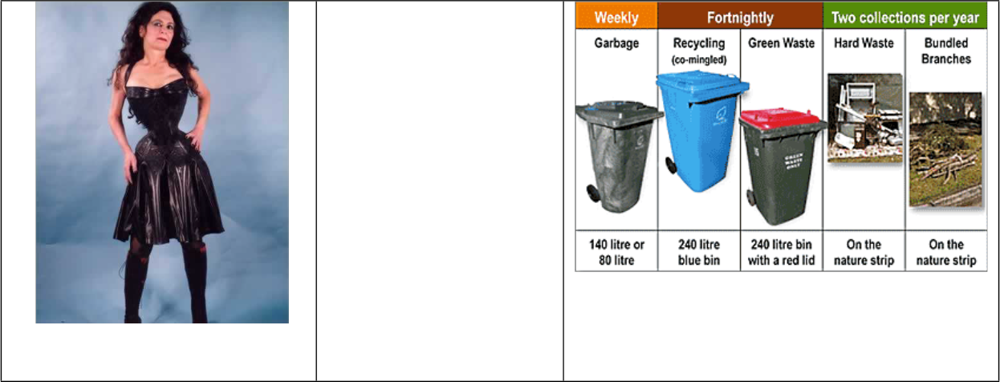 Weekly
Fortnightly
Two collections per year
Garbage
Recycling
(co-mingled)
Green Waste
Hard Waste
Bundled
Branches
GREEN
WASTE
ONLY
140 litre or
80 litre
240 litre
blue bin
240 litre bin
with a red lid
On the
nature strip
On the
nature strip